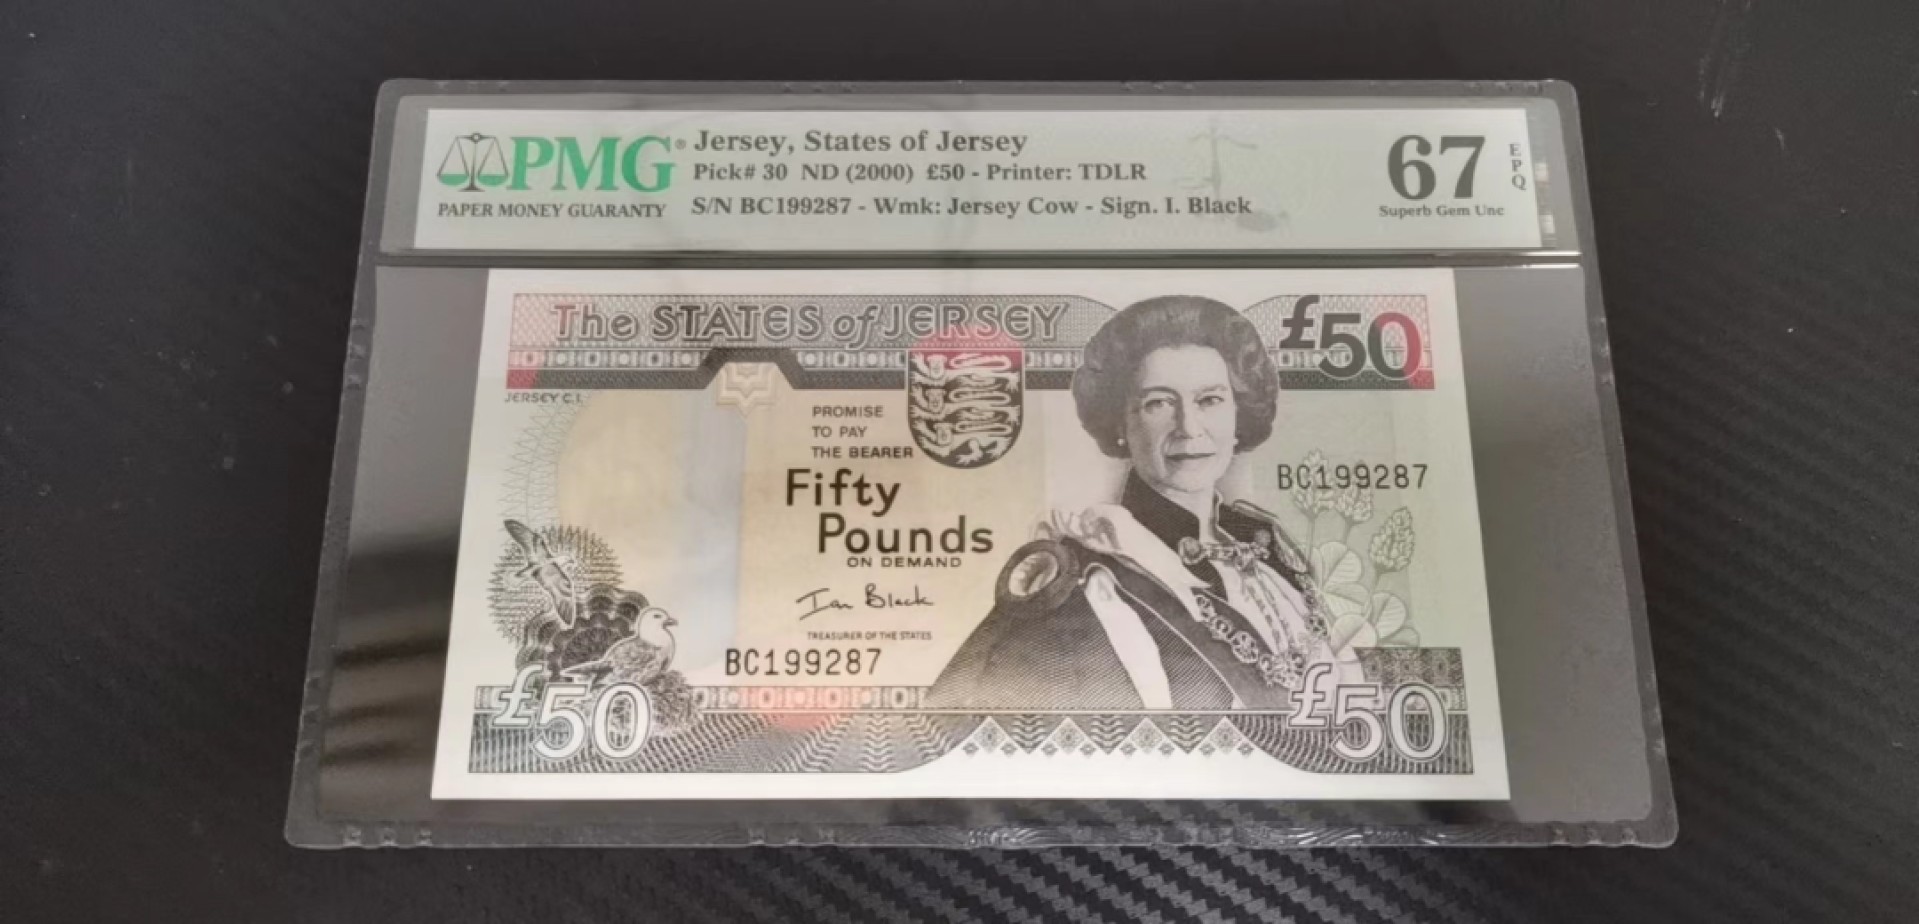 PMG®
PAPER MONEY GUARANTY
Jersey, States of Jersey
Pick# 30 ND (2000) £50 - Printer: TDLR
S/N BC199287 - Wmk: Jersey Cow - Sign. I. Black
67
EPQ
Superb Gem Unc
The STATES of JERSEY
£50
JERSEY C.I.
PROMISE
TO PAY
THE BEARER
Fifty
Pounds
ON DEMAND
BC199287
Ian Black
TREASURER OF THE STATES
BC199287
£50
£50